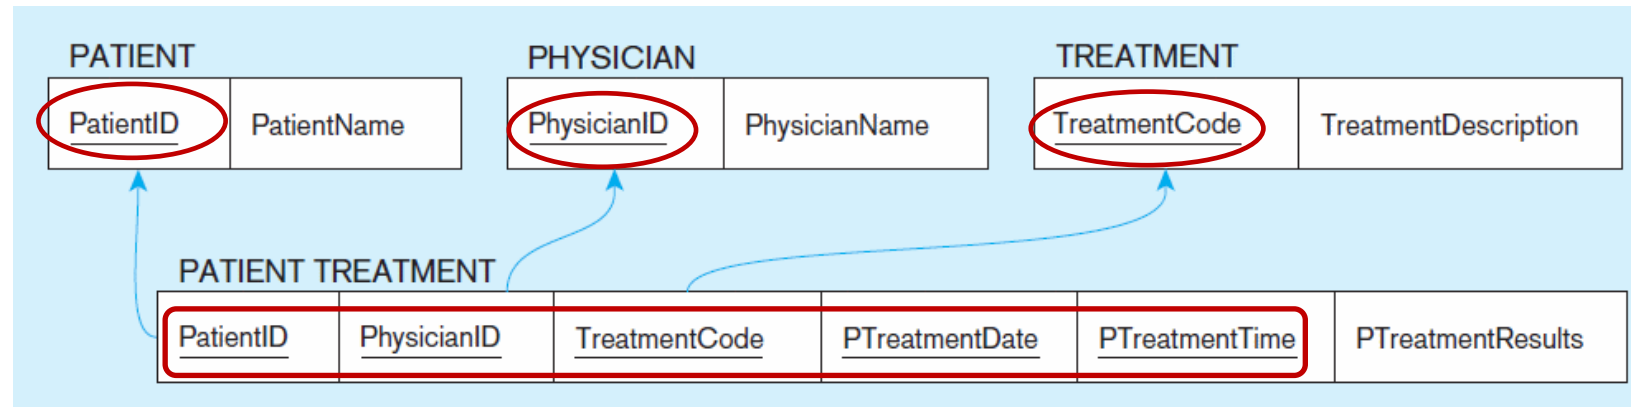 PATIENT PHYSICIAN TREATMENT
PatientID PatientName PhysicianID PhysicianName TreatmentCode TreatmentDescription
PATIENT TREATMENT
PatientID PhysicianID TreatmentCode PTreatmentDate PTreatmentTime PTreatmentResults